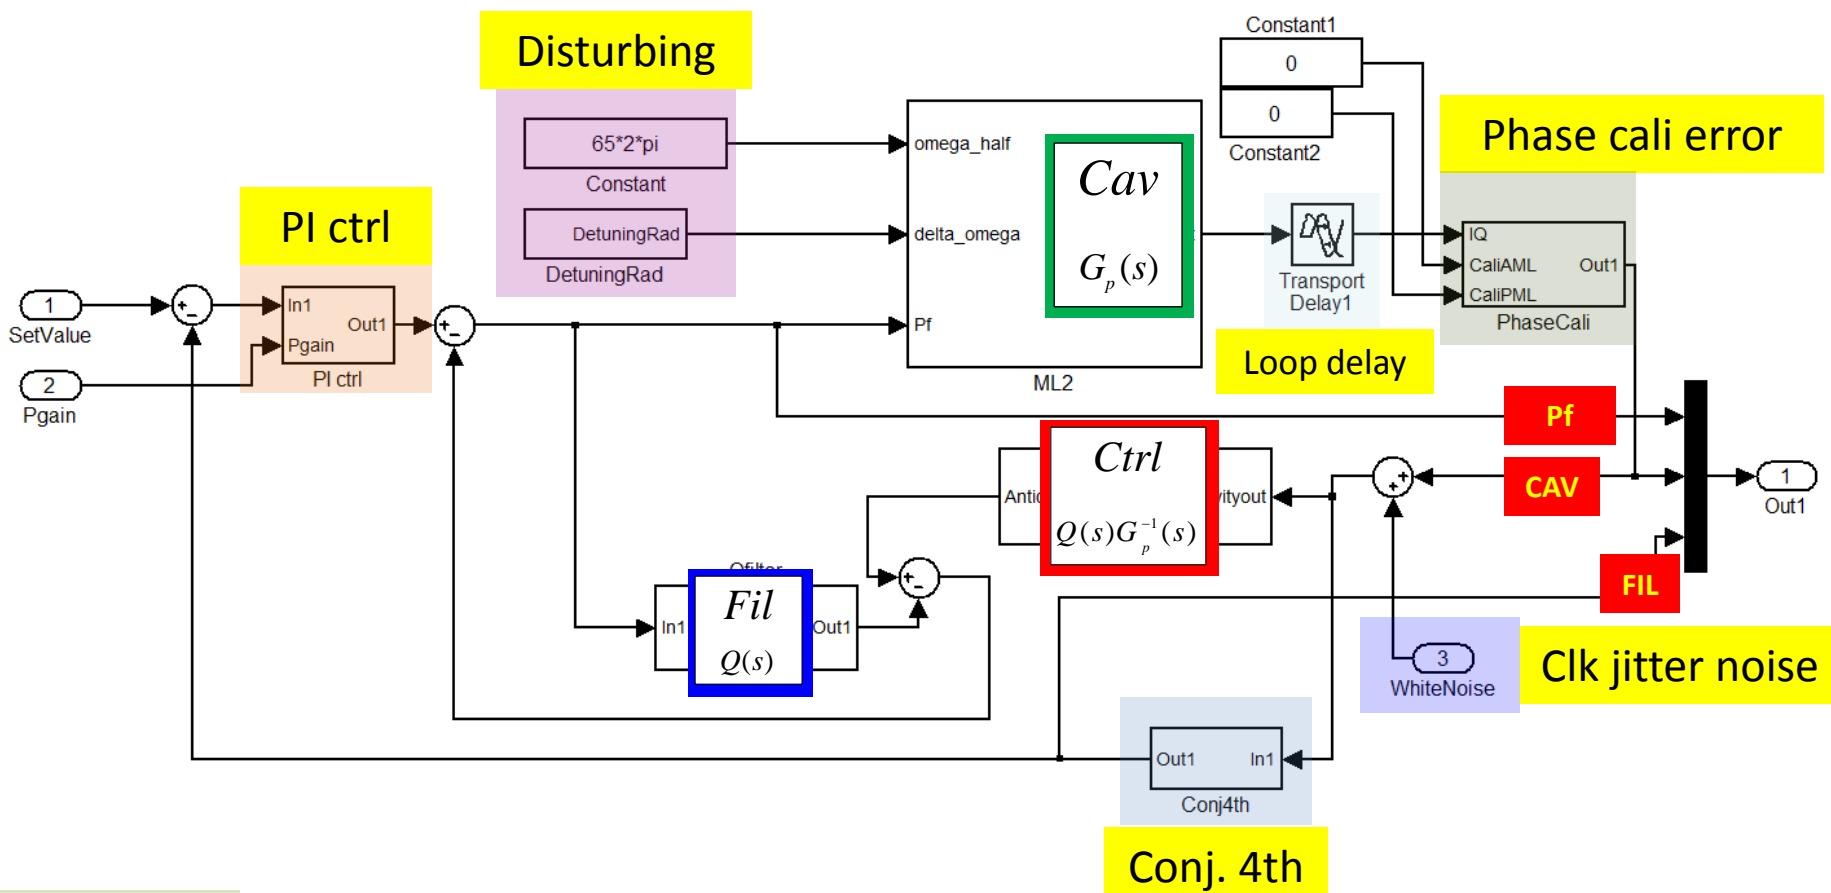 Disturbing
Constant1
0
0
Constant2
Phase cali error
PI ctrl
65*2*pi
Constant
DetuningRad
DetuningRad
omega_half
delta_omega
Pf
Cav
G_p(s)
ML2
Transport
Delay1
Loop delay
IQ
CaliAML
CaliPML
Out1
PhaseCali
1
SetValue
2
Pgain
+
-
In1
Pgain
Out1
PI ctrl
+
-
Pf
CAV
FIL
1
Out1
Ctrl
Q(s)G_p^{-1}(s)
ityout
+
+
+
-
In1
Fil
Q(s)
Out1
3
WhiteNoise
Clk jitter noise
Out1
In1
Conj4th
Conj. 4th